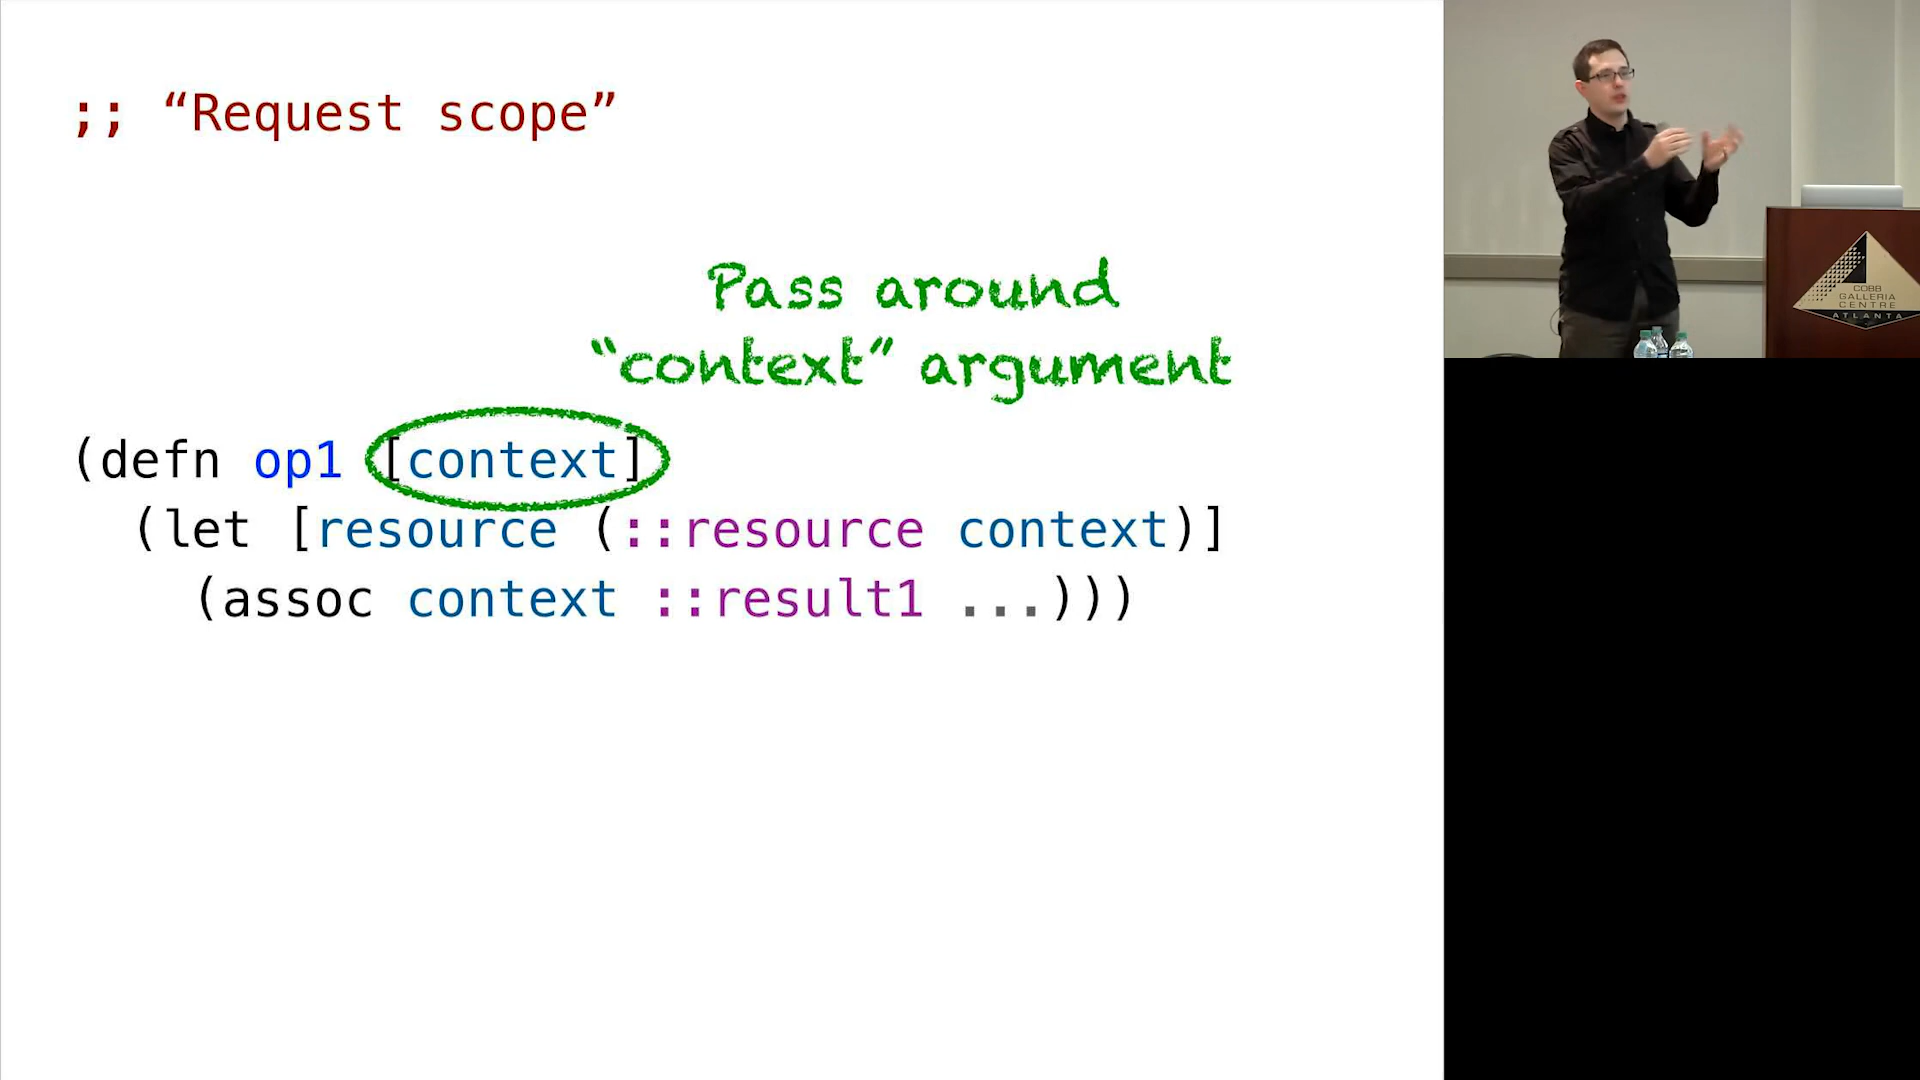 ;; “Request scope”
Pass around
“context” argument
(defn op1 [context]
(let [resource (::resource context)]
(assoc context ::result1 ...)))
COBB
GALLERIA
CENTRE
ATLANTA